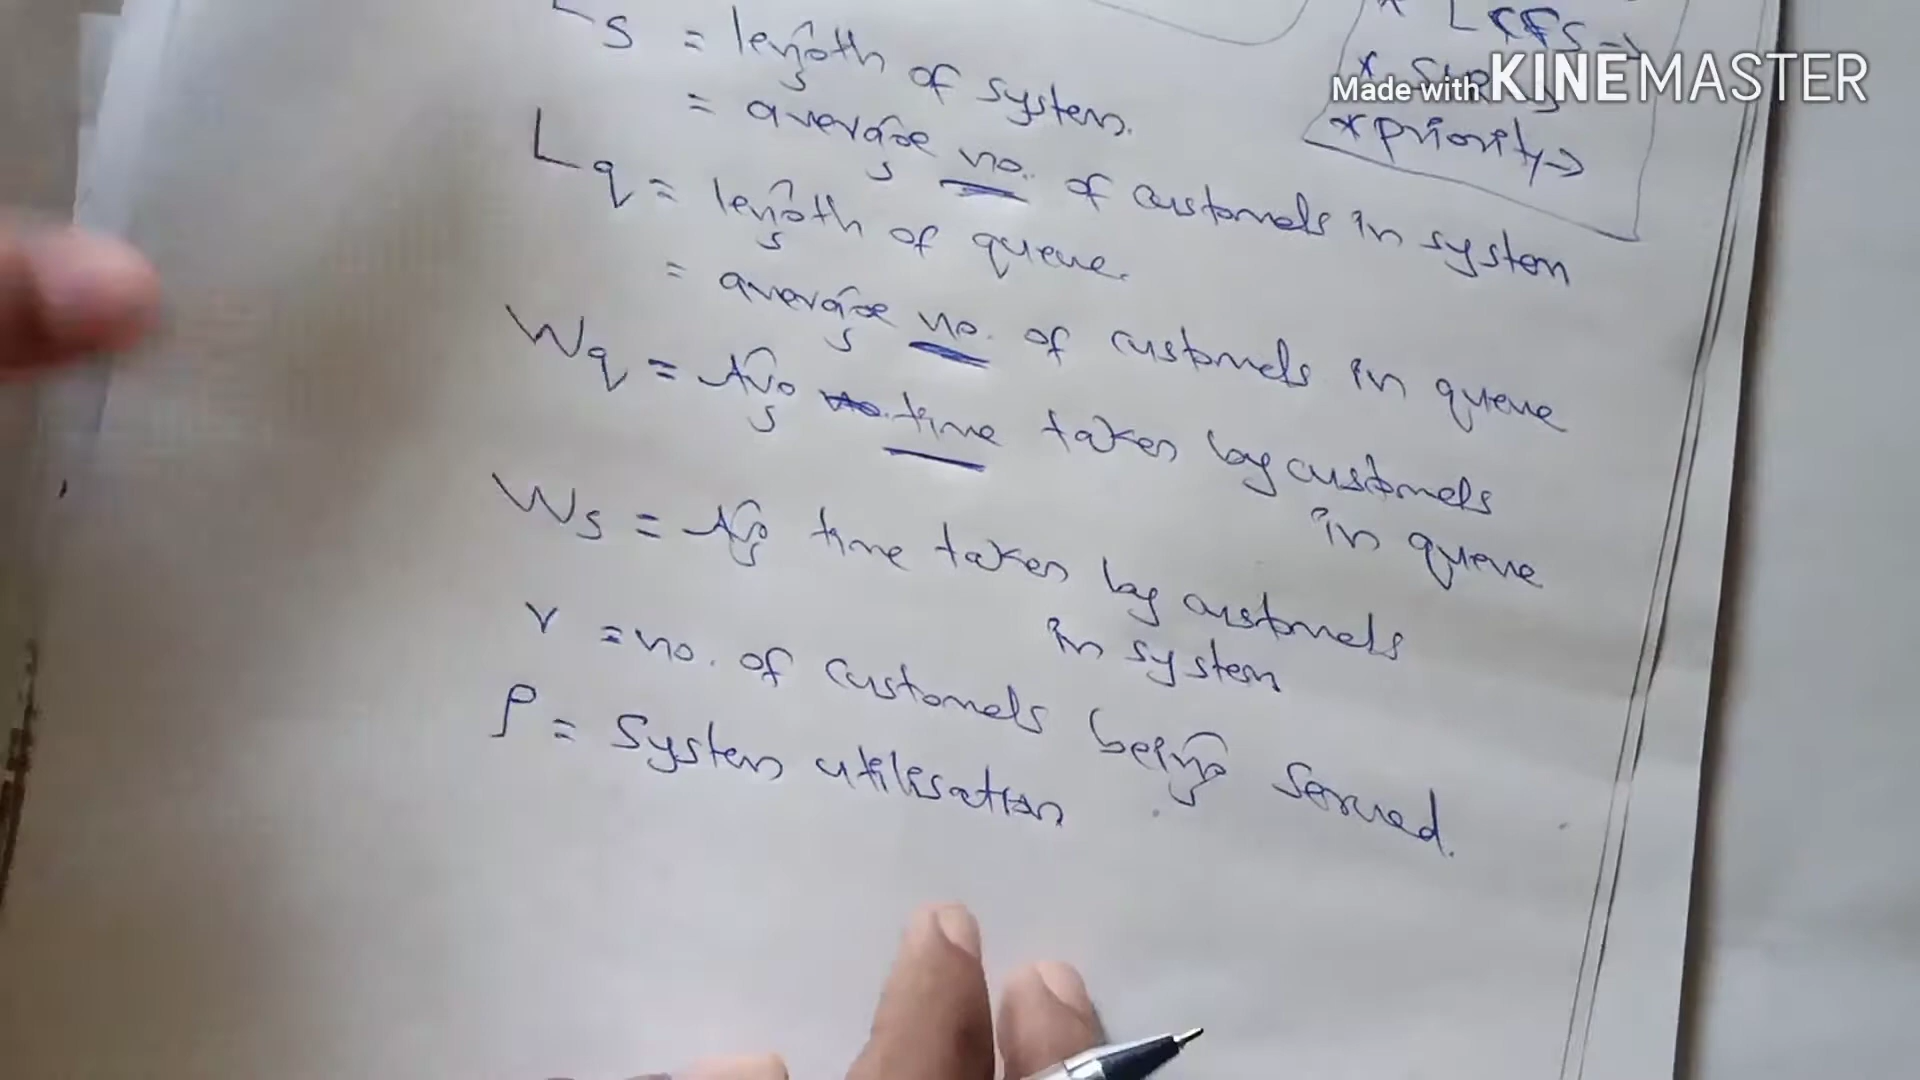 Ls = length of system.
= average no. of customers in system
Lq = length of queue.
= average no. of customers in queue
Wq = Avg time taken by customers
in queue
Ws = Avg time taken by customers
in system
r = no. of customers being served.
ρ = System utilisation
* priority→
Made with KINEMASTER